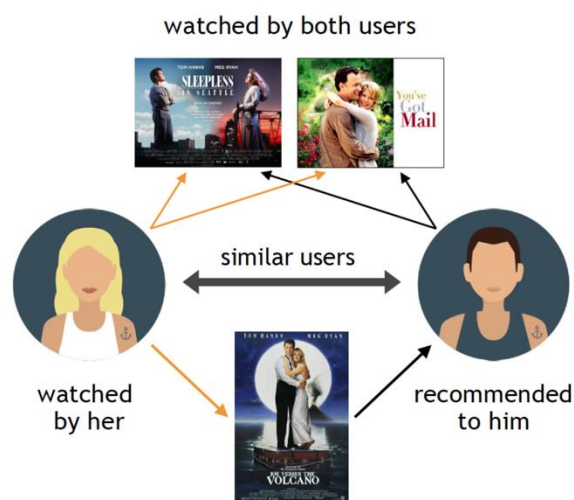 watched by both users
TOM HANKS MEG RYAN
SLEEPLESS
IN SEATTLE
You've
Got
Mail
similar users
watched
by her
TOM HANKS MEG RYAN
JOE VERSUS THE
VOLCANO
recommended
to him